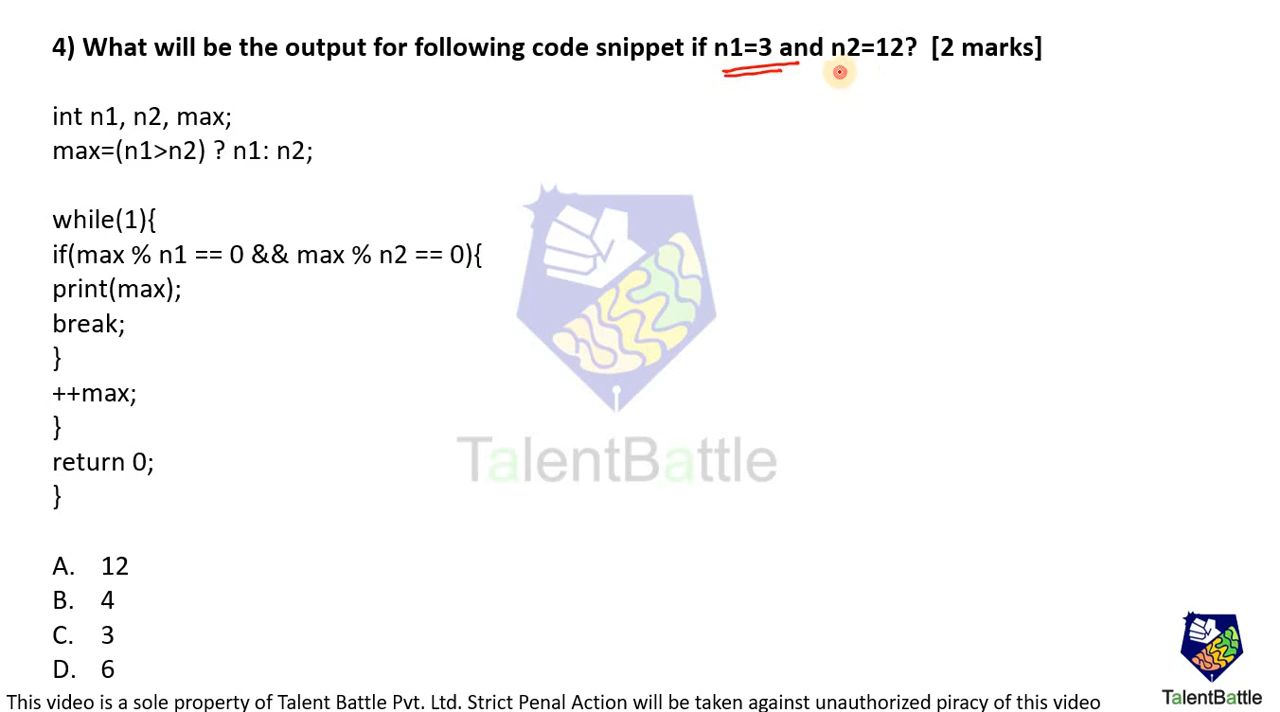 4) What will be the output for following code snippet if n1=3 and n2=12?  [2 marks]
int n1, n2, max;
max=(n1>n2) ? n1: n2;
while(1){
if(max % n1 == 0 && max % n2 == 0){
print(max);
break;
}
++max;
}
return 0;
}
TalentBattle
A. 12
B. 4
C. 3
D. 6
TalentBattle
This video is a sole property of Talent Battle Pvt. Ltd. Strict Penal Action will be taken against unauthorized piracy of this video